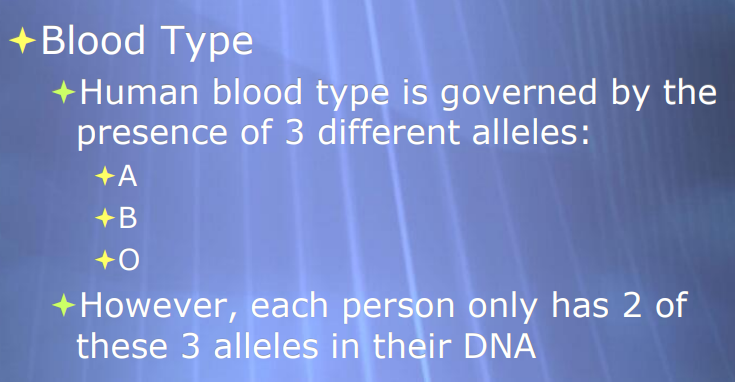 Blood Type
Human blood type is governed by the
presence of 3 different alleles:
A
B
O
However, each person only has 2 of
these 3 alleles in their DNA